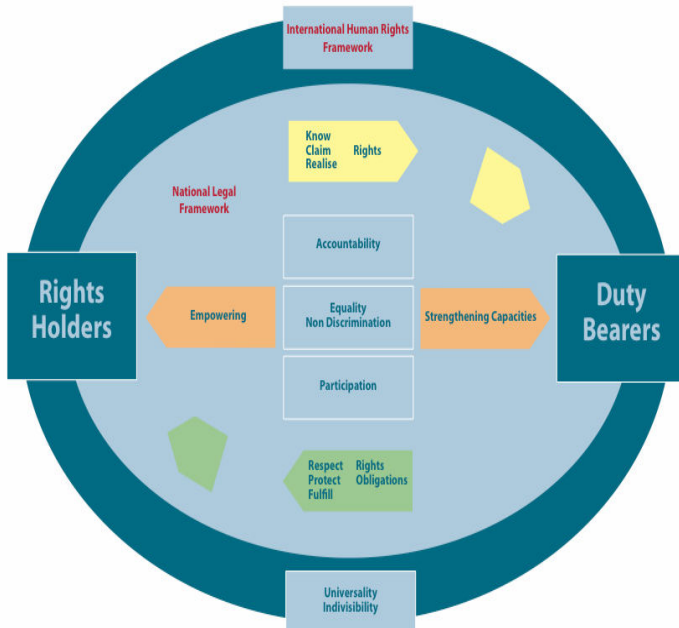 International Human Rights
Framework
Know
Claim Rights
Realise
National Legal
Framework
Accountability
Rights
Holders
Empowering
Equality
Non Discrimination
Strengthening Capacities
Duty
Bearers
Participation
Respect Rights
Protect Obligations
Fulfill
Universality
Indivisibility